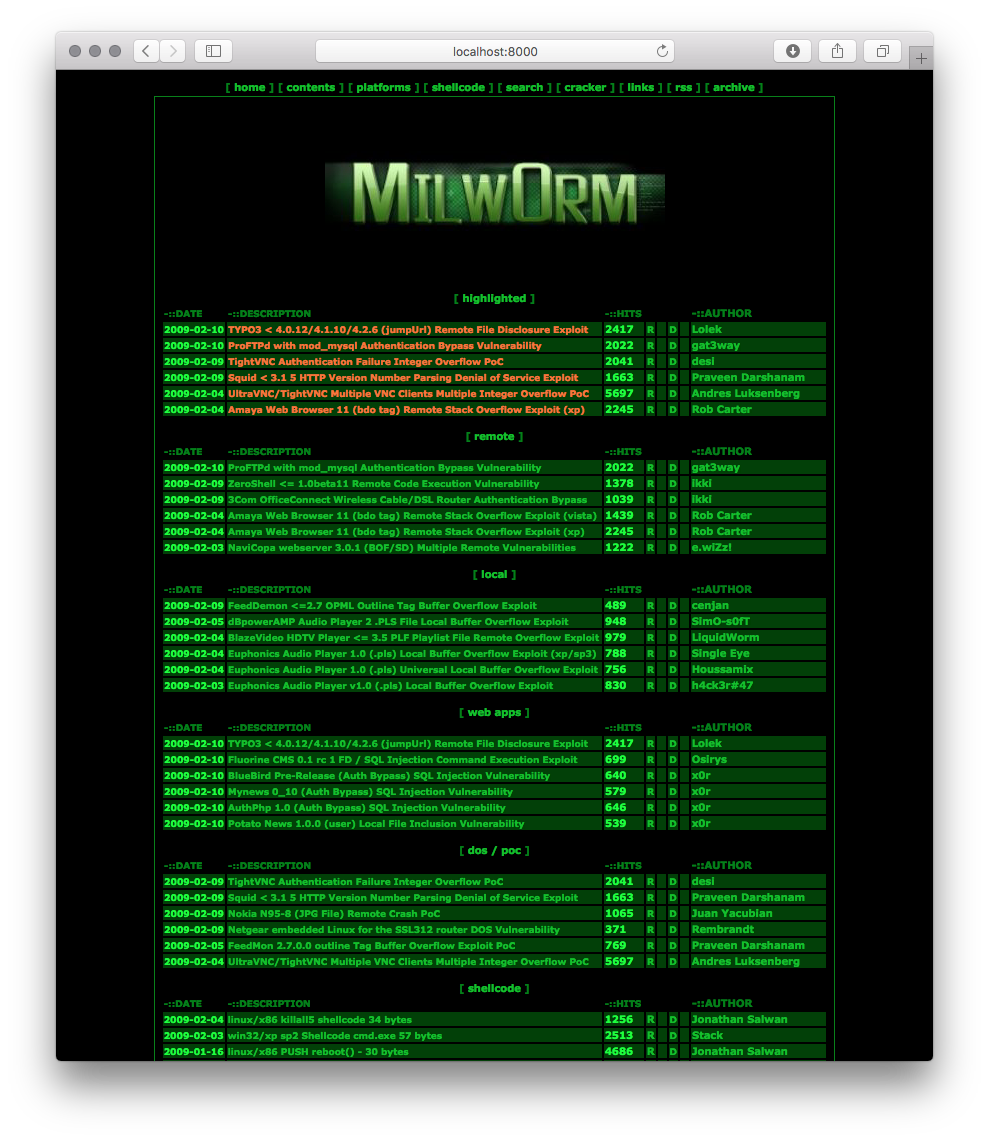 localhost:8000
[ home ] [ contents ] [ platforms ] [ shellcode ] [ search ] [ cracker ] [ links ] [ rss ] [ archive ]
MILW0RM
[ highlighted ]
-::DATE -::DESCRIPTION -::HITS -::AUTHOR
2009-02-10 TYPO3 < 4.0.12/4.1.10/4.2.6 (jumpUrl) Remote File Disclosure Exploit 2417 R D Lolek
2009-02-10 ProFTPd with mod_mysql Authentication Bypass Vulnerability 2022 R D gat3way
2009-02-09 TightVNC Authentication Failure Integer Overflow PoC 2041 R D desi
2009-02-09 Squid < 3.1 5 HTTP Version Number Parsing Denial of Service Exploit 1663 R D Praveen Darshanam
2009-02-04 UltraVNC/TightVNC Multiple VNC Clients Multiple Integer Overflow PoC 5697 R D Andres Luksenberg
2009-02-04 Amaya Web Browser 11 (bdo tag) Remote Stack Overflow Exploit (xp) 2245 R D Rob Carter
[ remote ]
-::DATE -::DESCRIPTION -::HITS -::AUTHOR
2009-02-10 ProFTPd with mod_mysql Authentication Bypass Vulnerability 2022 R D gat3way
2009-02-09 ZeroShell <= 1.0beta11 Remote Code Execution Vulnerability 1378 R D ikki
2009-02-09 3Com OfficeConnect Wireless Cable/DSL Router Authentication Bypass 1039 R D ikki
2009-02-04 Amaya Web Browser 11 (bdo tag) Remote Stack Overflow Exploit (vista) 1439 R D Rob Carter
2009-02-04 Amaya Web Browser 11 (bdo tag) Remote Stack Overflow Exploit (xp) 2245 R D Rob Carter
2009-02-03 NaviCopa webserver 3.0.1 (BOF/SD) Multiple Remote Vulnerabilities 1222 R D e.wiZz!
[ local ]
-::DATE -::DESCRIPTION -::HITS -::AUTHOR
2009-02-09 FeedDemon <=2.7 OPML Outline Tag Buffer Overflow Exploit 489 R D cenjan
2009-02-05 dBpowerAMP Audio Player 2 .PLS File Local Buffer Overflow Exploit 948 R D SimO-s0fT
2009-02-04 BlazeVideo HDTV Player <= 3.5 PLF Playlist File Remote Overflow Exploit 979 R D LiquidWorm
2009-02-04 Euphonics Audio Player 1.0 (.pls) Local Buffer Overflow Exploit (xp/sp3) 788 R D Single Eye
2009-02-04 Euphonics Audio Player 1.0 (.pls) Universal Local Buffer Overflow Exploit 756 R D Houssamix
2009-02-03 Euphonics Audio Player v1.0 (.pls) Local Buffer Overflow Exploit 830 R D h4ck3r#47
[ web apps ]
-::DATE -::DESCRIPTION -::HITS -::AUTHOR
2009-02-10 TYPO3 < 4.0.12/4.1.10/4.2.6 (jumpUrl) Remote File Disclosure Exploit 2417 R D Lolek
2009-02-10 Fluorine CMS 0.1 rc 1 FD / SQL Injection Command Execution Exploit 699 R D Osirys
2009-02-10 BlueBird Pre-Release (Auth Bypass) SQL Injection Vulnerability 640 R D x0r
2009-02-10 Mynews 0_10 (Auth Bypass) SQL Injection Vulnerability 579 R D x0r
2009-02-10 AuthPhp 1.0 (Auth Bypass) SQL Injection Vulnerability 646 R D x0r
2009-02-10 Potato News 1.0.0 (user) Local File Inclusion Vulnerability 539 R D x0r
[ dos / poc ]
-::DATE -::DESCRIPTION -::HITS -::AUTHOR
2009-02-09 TightVNC Authentication Failure Integer Overflow PoC 2041 R D desi
2009-02-09 Squid < 3.1 5 HTTP Version Number Parsing Denial of Service Exploit 1663 R D Praveen Darshanam
2009-02-09 Nokia N95-8 (JPG File) Remote Crash PoC 1065 R D Juan Yacubian
2009-02-09 Netgear embedded Linux for the SSL312 router DOS Vulnerability 371 R D Rembrandt
2009-02-05 FeedMon 2.7.0.0 outline Tag Buffer Overflow Exploit PoC 769 R D Praveen Darshanam
2009-02-04 UltraVNC/TightVNC Multiple VNC Clients Multiple Integer Overflow PoC 5697 R D Andres Luksenberg
[ shellcode ]
-::DATE -::DESCRIPTION -::HITS -::AUTHOR
2009-02-04 linux/x86 killall5 shellcode 34 bytes 1256 R D Jonathan Salwan
2009-02-03 win32/xp sp2 Shellcode cmd.exe 57 bytes 2513 R D Stack
2009-01-16 linux/x86 PUSH reboot() - 30 bytes 4686 R D Jonathan Salwan